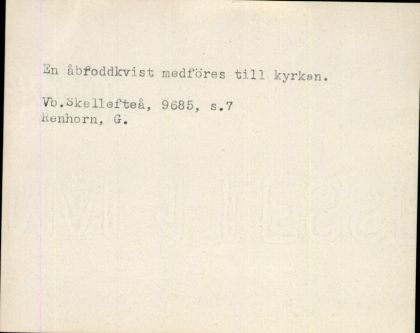 En åbfoddkvist medföres till kyrkan.
Vb.Skellefteå, 9685, s.7
Renhorn, G.